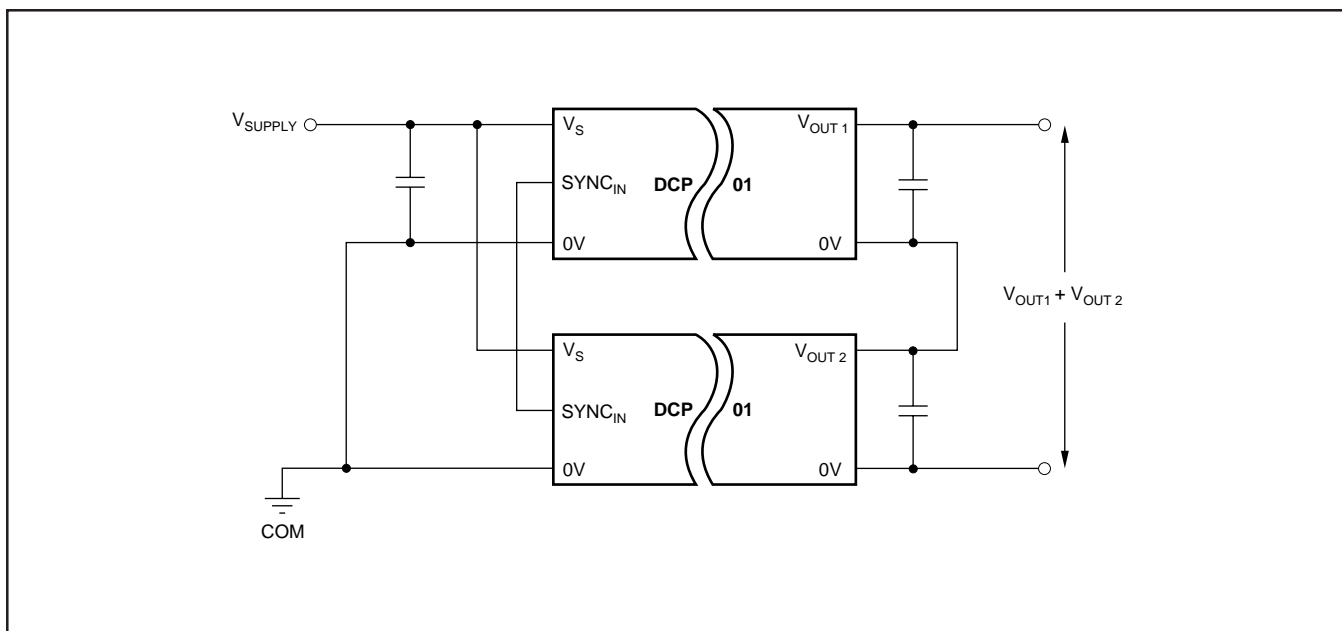 V_SUPPLY
V_S
SYNC_IN
0V
DCP 01
V_OUT 1
0V
V_S
SYNC_IN
0V
DCP 01
V_OUT 2
0V
V_OUT1 + V_OUT 2
COM